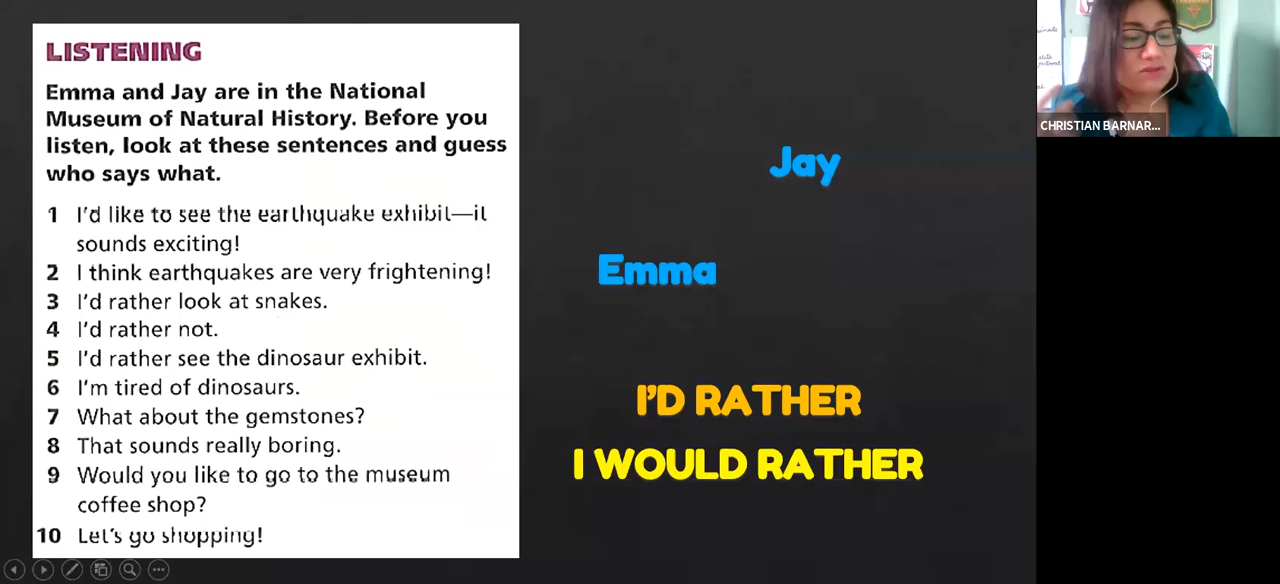 LISTENING
Emma and Jay are in the National
Museum of Natural History. Before you
listen, look at these sentences and guess
who says what.
1 I'd like to see the earthquake exhibit—it
sounds exciting!
2 I think earthquakes are very frightening!
3 I'd rather look at snakes.
4 I'd rather not.
5 I'd rather see the dinosaur exhibit.
6 I'm tired of dinosaurs.
7 What about the gemstones?
8 That sounds really boring.
9 Would you like to go to the museum
coffee shop?
10 Let's go shopping!
Jay
Emma
I'D RATHER
I WOULD RATHER
CHRISTIAN BARNAR...